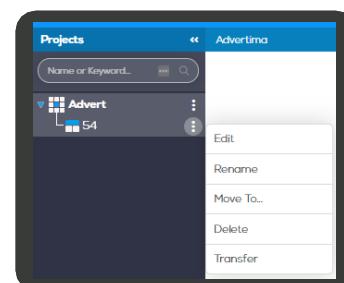 Projects
Advertima
Name or Keyword...
Advert
54
Edit
Rename
Move To...
Delete
Transfer